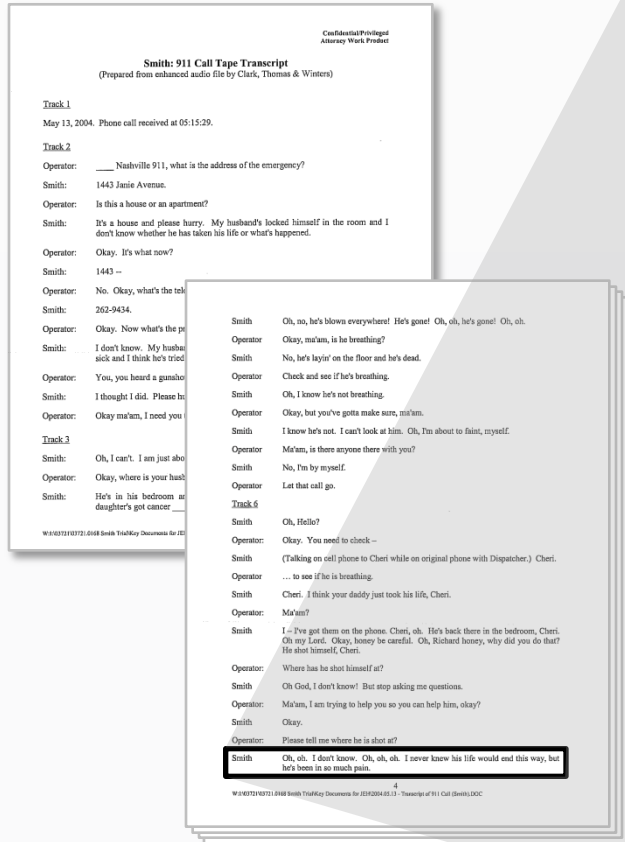 Confidential/Privileged
Attorney Work Product
Smith: 911 Call Tape Transcript
(Prepared from enhanced audio file by Clark, Thomas & Winters)
Track 1
May 13, 2004. Phone call received at 05:15:29.
Track 2
Operator: ____ Nashville 911, what is the address of the emergency?
Smith: 1443 Janie Avenue.
Operator: Is this a house or an apartment?
Smith: It's a house and please hurry. My husband's locked himself in the room and I
don't know whether he has taken his life or what's happened.
Operator: Okay. It's what now?
Smith: 1443 --
Operator: No. Okay, what's the
Smith: 262-9434.
Operator: Okay. Now what's the
Smith: I don't know. My
sick and I think he's tried
Operator: You, you heard a
Smith: I thought I did. Please
Operator: Okay ma'am, I need you
Track 3
Smith: Oh, I can't. I am just
Operator: Okay, where is your
Smith: He's in his bedroom
daughter's got cancer ____
Smith Oh, no, he's blown everywhere! He's gone! Oh, oh, he's gone! Oh, oh.
Operator Okay, ma'am, is he breathing?
Smith No, he's layin' on the floor and he's dead.
Operator Check and see if he's breathing.
Smith Oh, I know he's not breathing.
Operator Okay, but you've gotta make sure, ma'am.
Smith I know he's not. I can't look at him. Oh, I'm about to faint, myself.
Operator Ma'am, is there anyone there with you?
Smith No, I'm by myself.
Operator Let that call go.
Track 6
Smith Oh, Hello?
Operator: Okay. You need to check –
Smith (Talking on cell phone to Cheri while on original phone with Dispatcher.) Cheri.
Operator … to see if he is breathing.
Smith Cheri. I think your daddy just took his life, Cheri.
Operator: Ma'am?
Smith I – I've got them on the phone. Cheri, oh. He's back there in the bedroom, Cheri.
Oh my Lord. Okay, honey be careful. Oh, Richard honey, why did you do that?
He shot himself, Cheri.
Operator: Where has he shot himself at?
Smith Oh God, I don't know! But stop asking me questions.
Operator: Ma'am, I am trying to help you so you can help him, okay?
Smith Okay.
Operator: Please tell me where he is shot at?
Smith Oh, oh. I don't know. Oh, oh, oh. I never knew his life would end this way, but
he's been in so much pain.
4